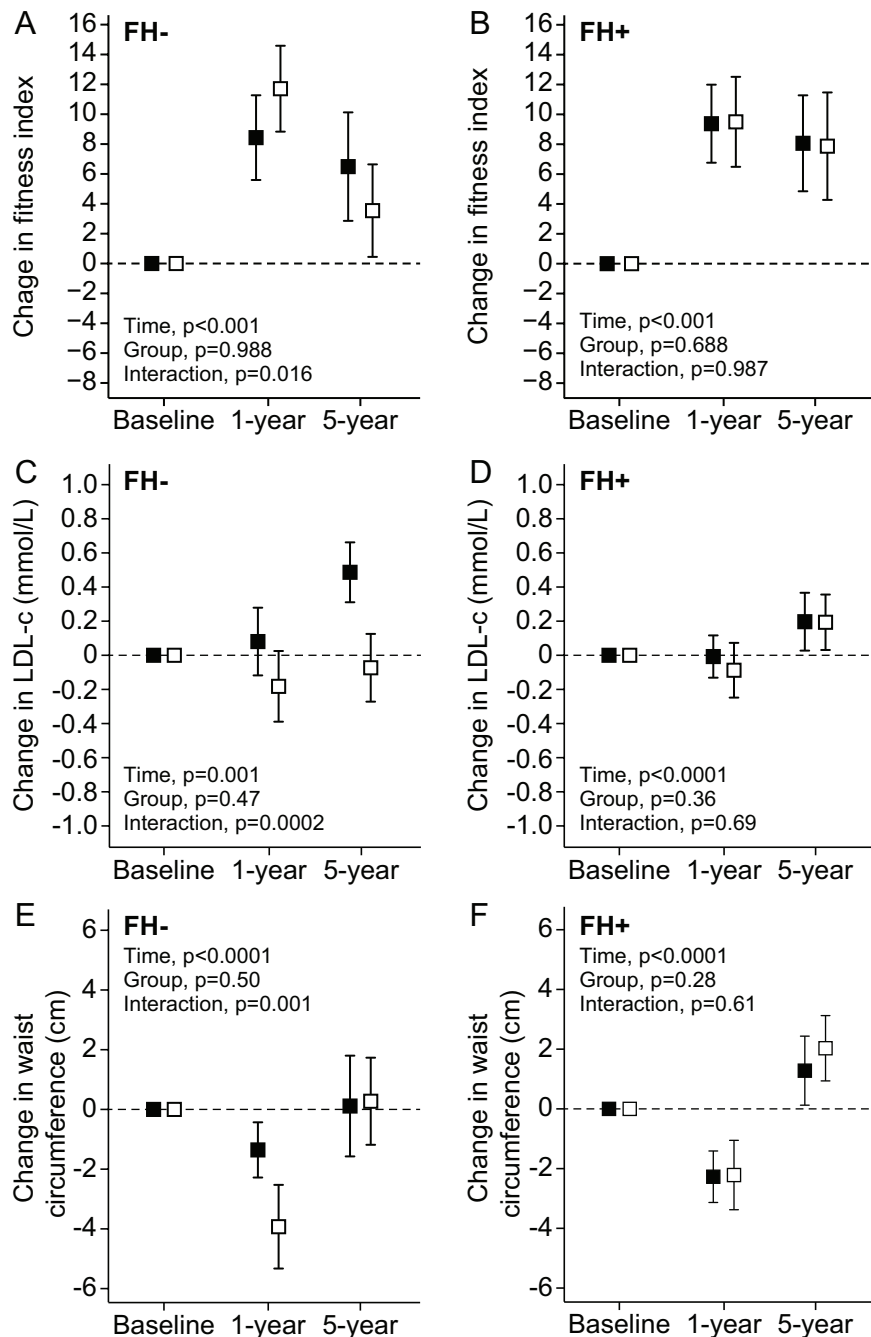 A
FH-
Chage in fitness index
16
14
12
10
8
6
4
2
0
−2
−4
−6
−8
Time, p<0.001
Group, p=0.988
Interaction, p=0.016
Baseline 1-year 5-year
B
FH+
Change in fitness index
16
14
12
10
8
6
4
2
0
−2
−4
−6
−8
Time, p<0.001
Group, p=0.688
Interaction, p=0.987
Baseline 1-year 5-year
C
FH-
Change in LDL-c (mmol/L)
1.0
0.8
0.6
0.4
0.2
0
-0.2
-0.4
-0.6
-0.8
-1.0
Time, p=0.001
Group, p=0.47
Interaction, p=0.0002
Baseline 1-year 5-year
D
FH+
Change in LDL-c (mmol/L)
1.0
0.8
0.6
0.4
0.2
0
-0.2
-0.4
-0.6
-0.8
-1.0
Time, p<0.0001
Group, p=0.36
Interaction, p=0.69
Baseline 1-year 5-year
E
FH-
Time, p<0.0001
Group, p=0.50
Interaction, p=0.001
Change in waist
circumference (cm)
6
4
2
0
-2
-4
-6
Baseline 1-year 5-year
F
FH+
Time, p<0.0001
Group, p=0.28
Interaction, p=0.61
Change in waist
circumference (cm)
6
4
2
0
-2
-4
-6
Baseline 1-year 5-year